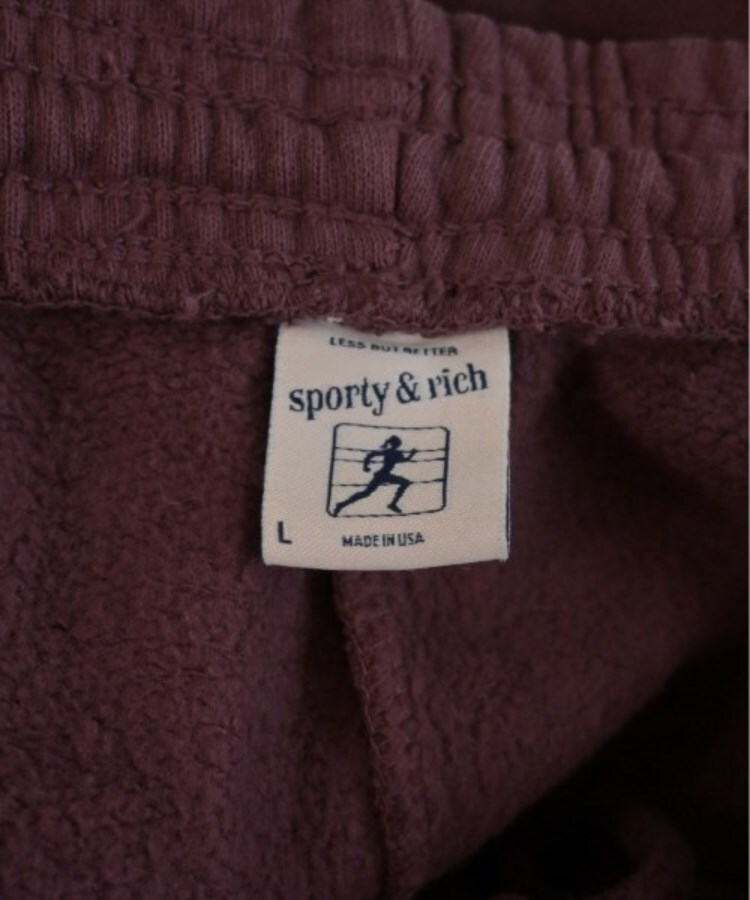 LESS BUT BETTER
sporty & rich
L
MADE IN USA